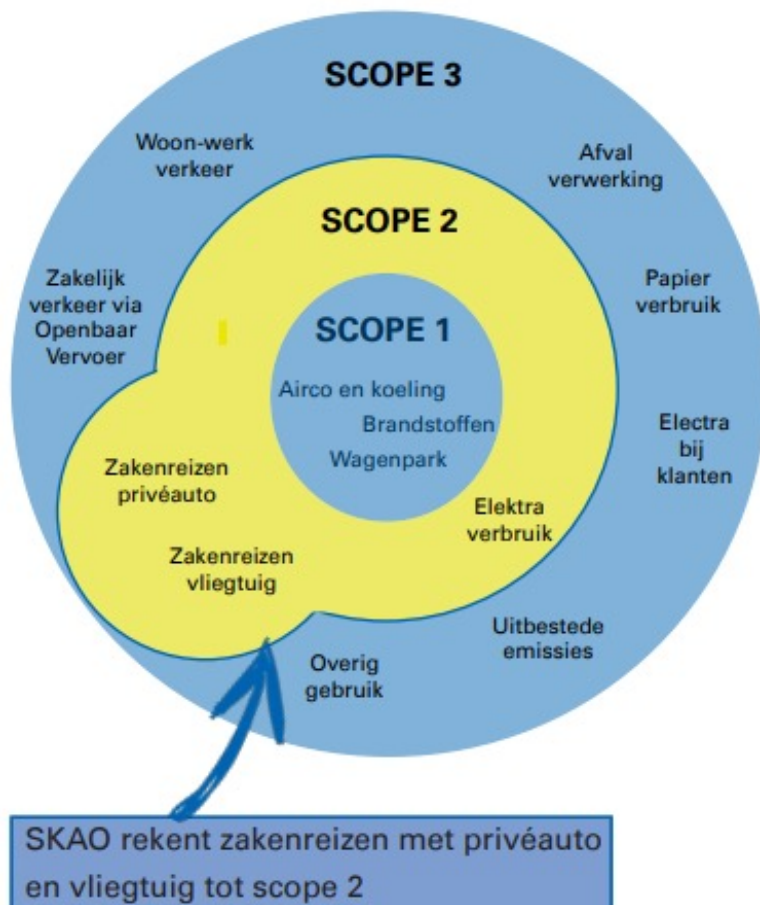 SCOPE 3
Woon-werk
verkeer
Afval
verwerking
SCOPE 2
Zakelijk
verkeer via
Openbaar
Vervoer
Papier
verbruik
SCOPE 1
Airco en koeling
Brandstoffen
Wagenpark
Electra
bij
klanten
Zakenreizen
privéauto
Elektra
verbruik
Zakenreizen
vliegtuig
Uitbestede
emissies
Overig
gebruik
SKAO rekent zakenreizen met privéauto
en vliegtuig tot scope 2